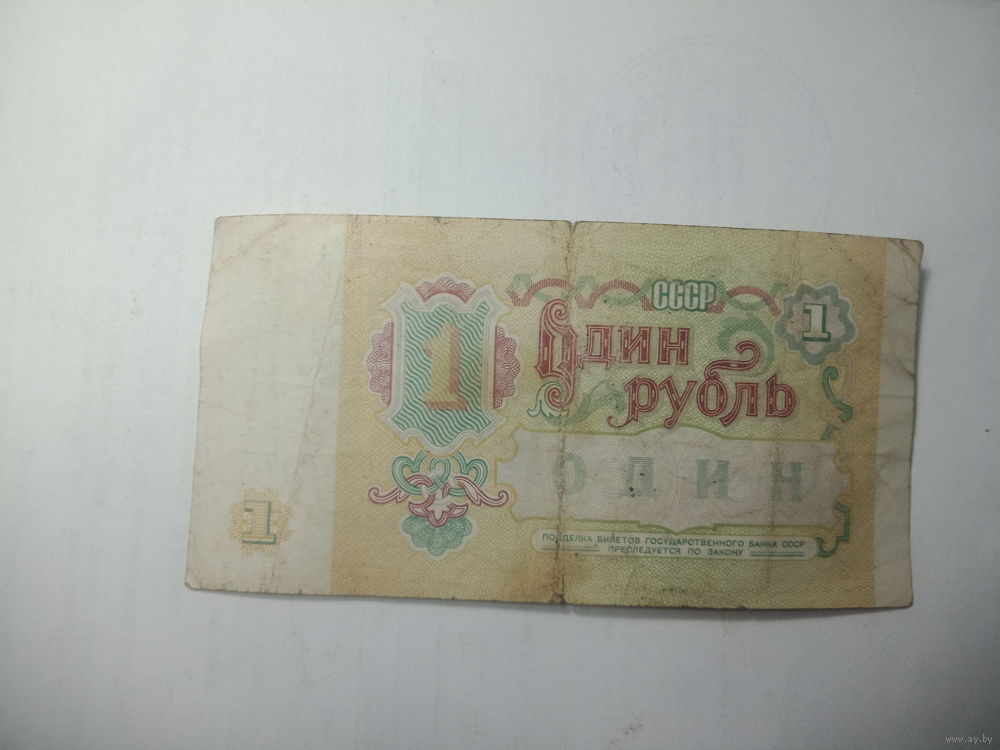 СССР
1
1
Один
рубль
ОДИН
ПОДДЕЛКА БИЛЕТОВ ГОСУДАРСТВЕННОГО БАНКА СССР
ПРЕСЛЕДУЕТСЯ ПО ЗАКОНУ
1
www.ay.by